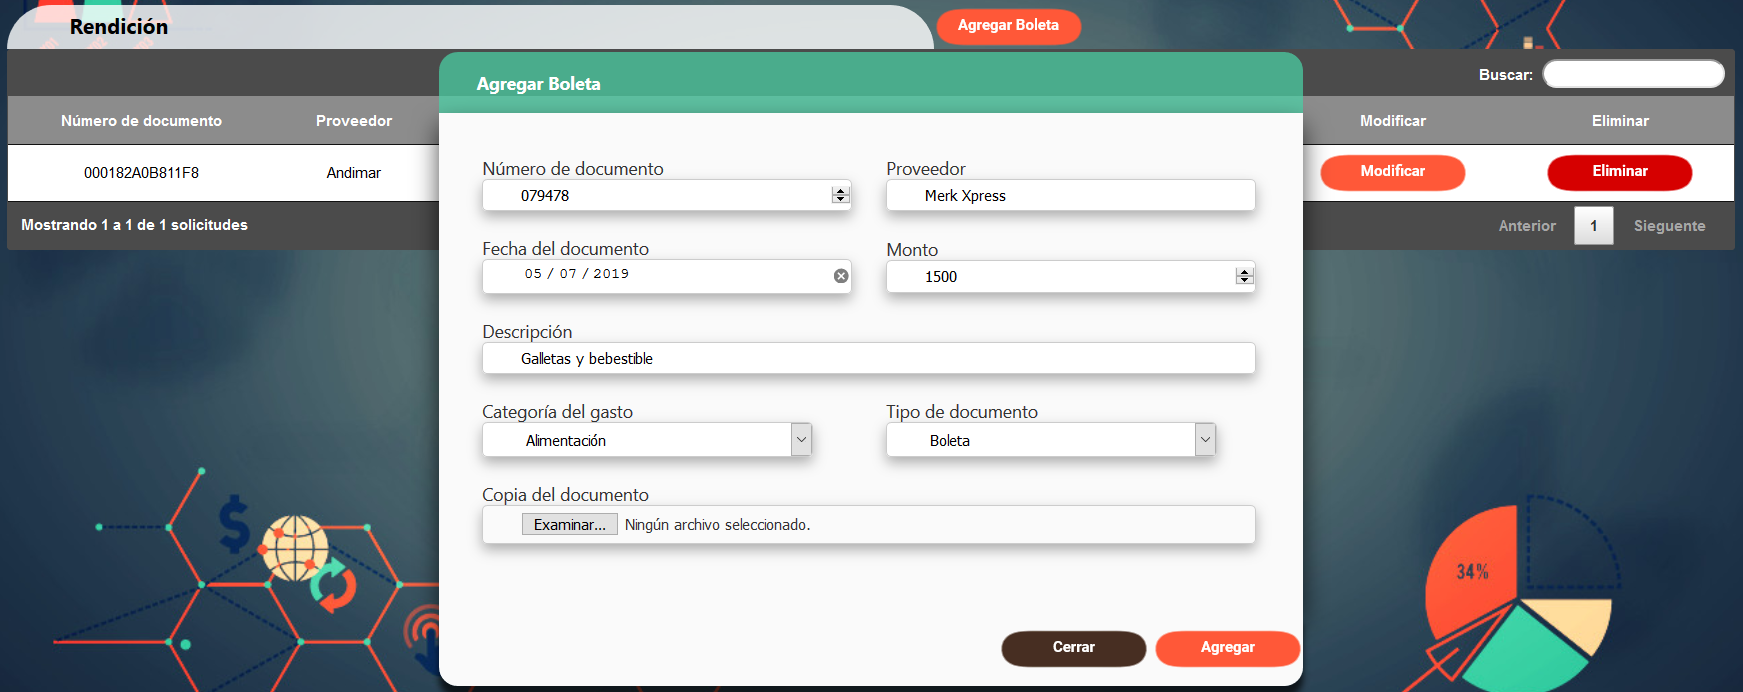 Rendición
Agregar Boleta
Buscar:
Agregar Boleta
Número de documento Proveedor Modificar Eliminar
000182A0B811F8 Andimar Modificar Eliminar
Mostrando 1 a 1 de 1 solicitudes
Anterior 1 Sieguente
Número de documento Proveedor
079478 Merk Xpress
Fecha del documento Monto
05 / 07 / 2019 1500
Descripción
Galletas y bebestible
Categoría del gasto Tipo de documento
Alimentación Boleta
Copia del documento
Examinar... Ningún archivo seleccionado.
$
34%
Cerrar Agregar